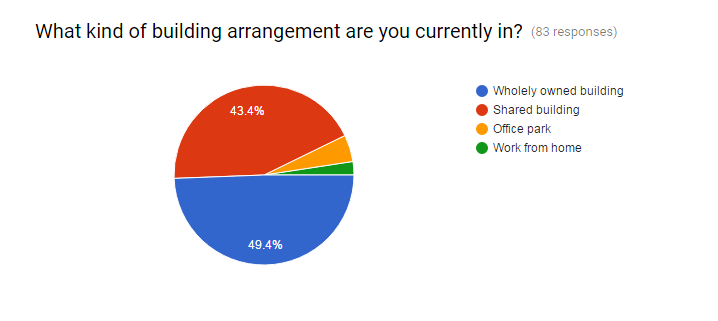 What kind of building arrangement are you currently in? (83 responses)
43.4%
49.4%
Wholely owned building
Shared building
Office park
Work from home